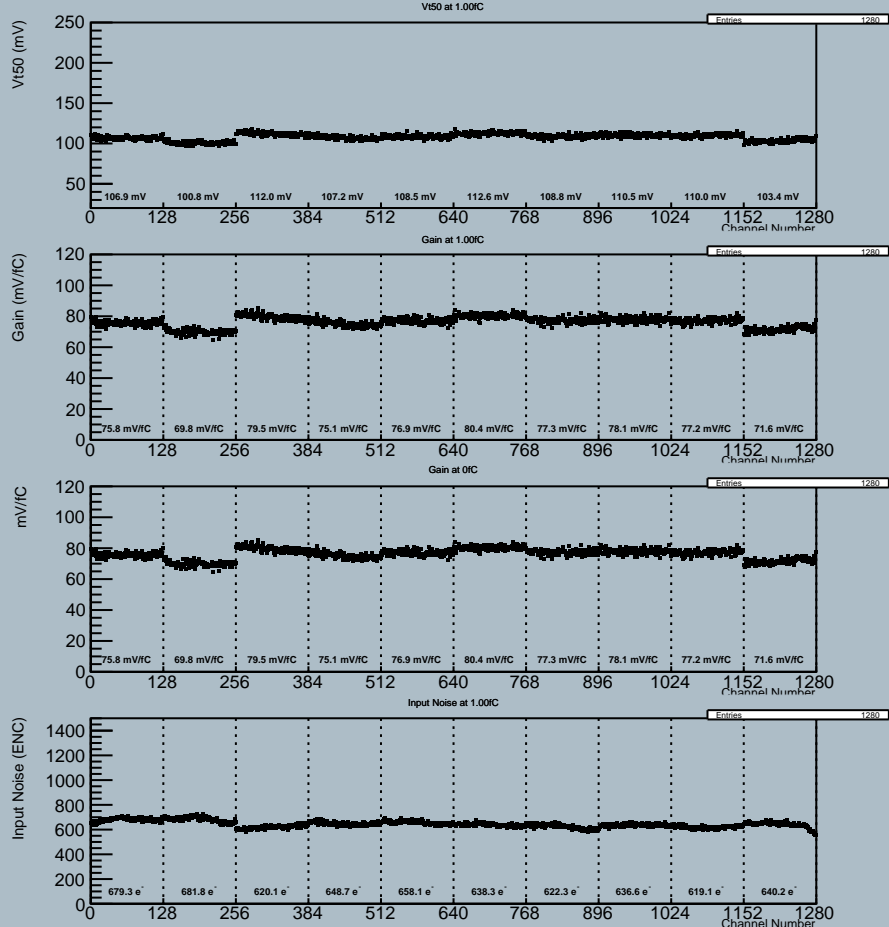 Vt50 at 1.00fC
Entries 1280
Vt50 (mV)
250
200
150
100
50
106.9 mV 100.8 mV 112.0 mV 107.2 mV 108.5 mV 112.6 mV 108.8 mV 110.5 mV 110.0 mV 103.4 mV
0 128 256 384 512 640 768 896 1024 1152 1280
Channel Number
Gain at 1.00fC
Entries 1280
Gain (mV/fC)
120
100
80
60
40
20
0
75.8 mV/fC 69.8 mV/fC 79.5 mV/fC 75.1 mV/fC 76.9 mV/fC 80.4 mV/fC 77.3 mV/fC 78.1 mV/fC 77.2 mV/fC 71.6 mV/fC
0 128 256 384 512 640 768 896 1024 1152 1280
Channel Number
Gain at 0fC
Entries 1280
mV/fC
120
100
80
60
40
20
0
75.8 mV/fC 69.8 mV/fC 79.5 mV/fC 75.1 mV/fC 76.9 mV/fC 80.4 mV/fC 77.3 mV/fC 78.1 mV/fC 77.2 mV/fC 71.6 mV/fC
0 128 256 384 512 640 768 896 1024 1152 1280
Channel Number
Input Noise at 1.00fC
Entries 1280
Input Noise (ENC)
1400
1200
1000
800
600
400
200
0
679.3 e⁻ 681.8 e⁻ 620.1 e⁻ 648.7 e⁻ 658.1 e⁻ 638.3 e⁻ 622.3 e⁻ 636.6 e⁻ 619.1 e⁻ 640.2 e⁻
0 128 256 384 512 640 768 896 1024 1152 1280
Channel Number